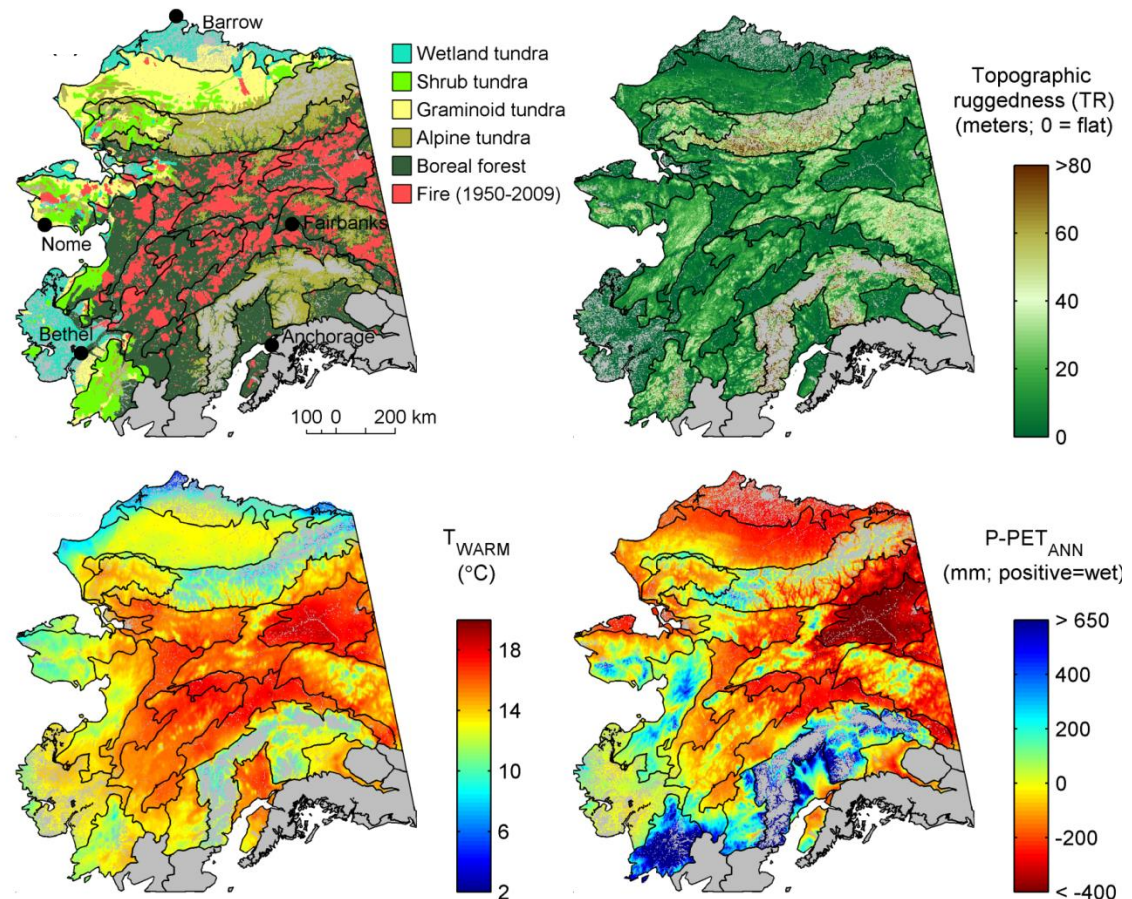 Barrow
Wetland tundra
Shrub tundra
Graminoid tundra
Alpine tundra
Boreal forest
Fire (1950-2009)
Fairbanks
Nome
Bethel
Anchorage
100 0 200 km
Topographic
ruggedness (TR)
(meters; 0 = flat)
>80
60
40
20
0
TWARM
(°C)
18
14
10
6
2
P-PETANN
(mm; positive=wet)
> 650
400
200
0
-200
< -400